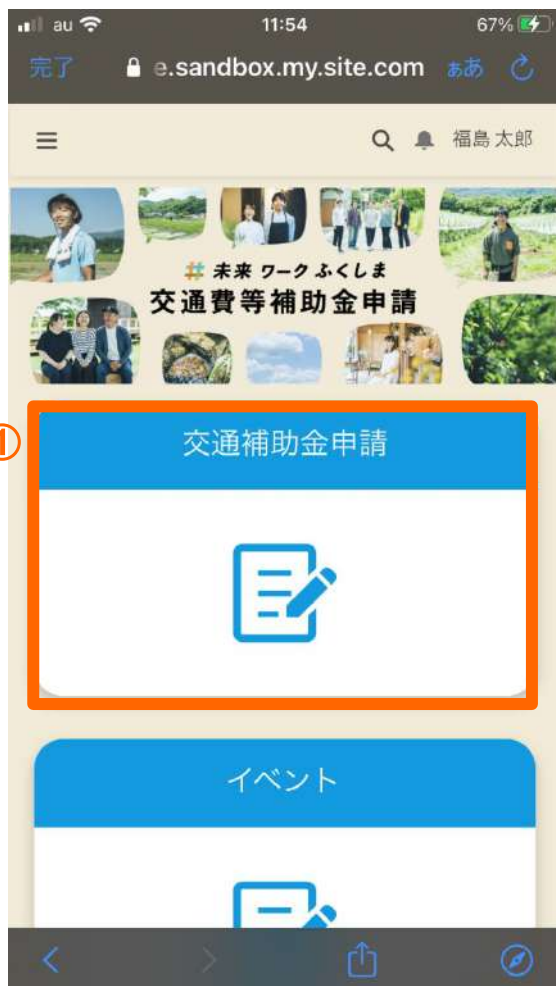 au 11:54 67%
完了 e.sandbox.my.site.com ぁあ
福島 太郎
# 未来 ワーク ふくしま
交通費等補助金申請
①
交通補助金申請
イベント